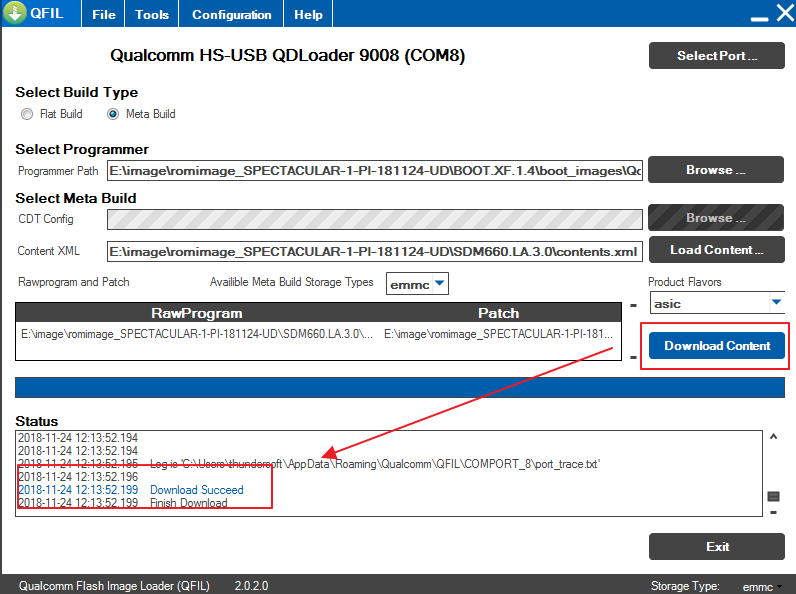 QFIL File Tools Configuration Help
Qualcomm HS-USB QDLoader 9008 (COM8)
Select Port ...
Select Build Type
Flat Build Meta Build
Select Programmer
Programmer Path E:\image\romimage_SPECTACULAR-1-PI-181124-UD\BOOT.XF.1.4\boot_images\Qc Browse ...
Select Meta Build
CDT Config Browse ...
Content XML E:\image\romimage_SPECTACULAR-1-PI-181124-UD\SDM660.LA.3.0\contents.xml Load Content ...
Rawprogram and Patch Availible Meta Build Storage Types emmc Product Flavors
asic
RawProgram Patch
E:\image\romimage_SPECTACULAR-1-PI-181124-UD\SDM660.LA.3.0\... E:\image\romimage_SPECTACULAR-1-PI-181...
Download Content
Status
2018-11-24 12:13:52.194
2018-11-24 12:13:52.194
2018-11-24 12:13:52.195 Log is 'C:\Users\thundersoft\AppData\Roaming\Qualcomm\QFIL\COMPORT_8\port_trace.txt'
2018-11-24 12:13:52.196
2018-11-24 12:13:52.199 Download Succeed
2018-11-24 12:13:52.199 Finish Download
Exit
Qualcomm Flash Image Loader (QFIL) 2.0.2.0 Storage Type: emmc